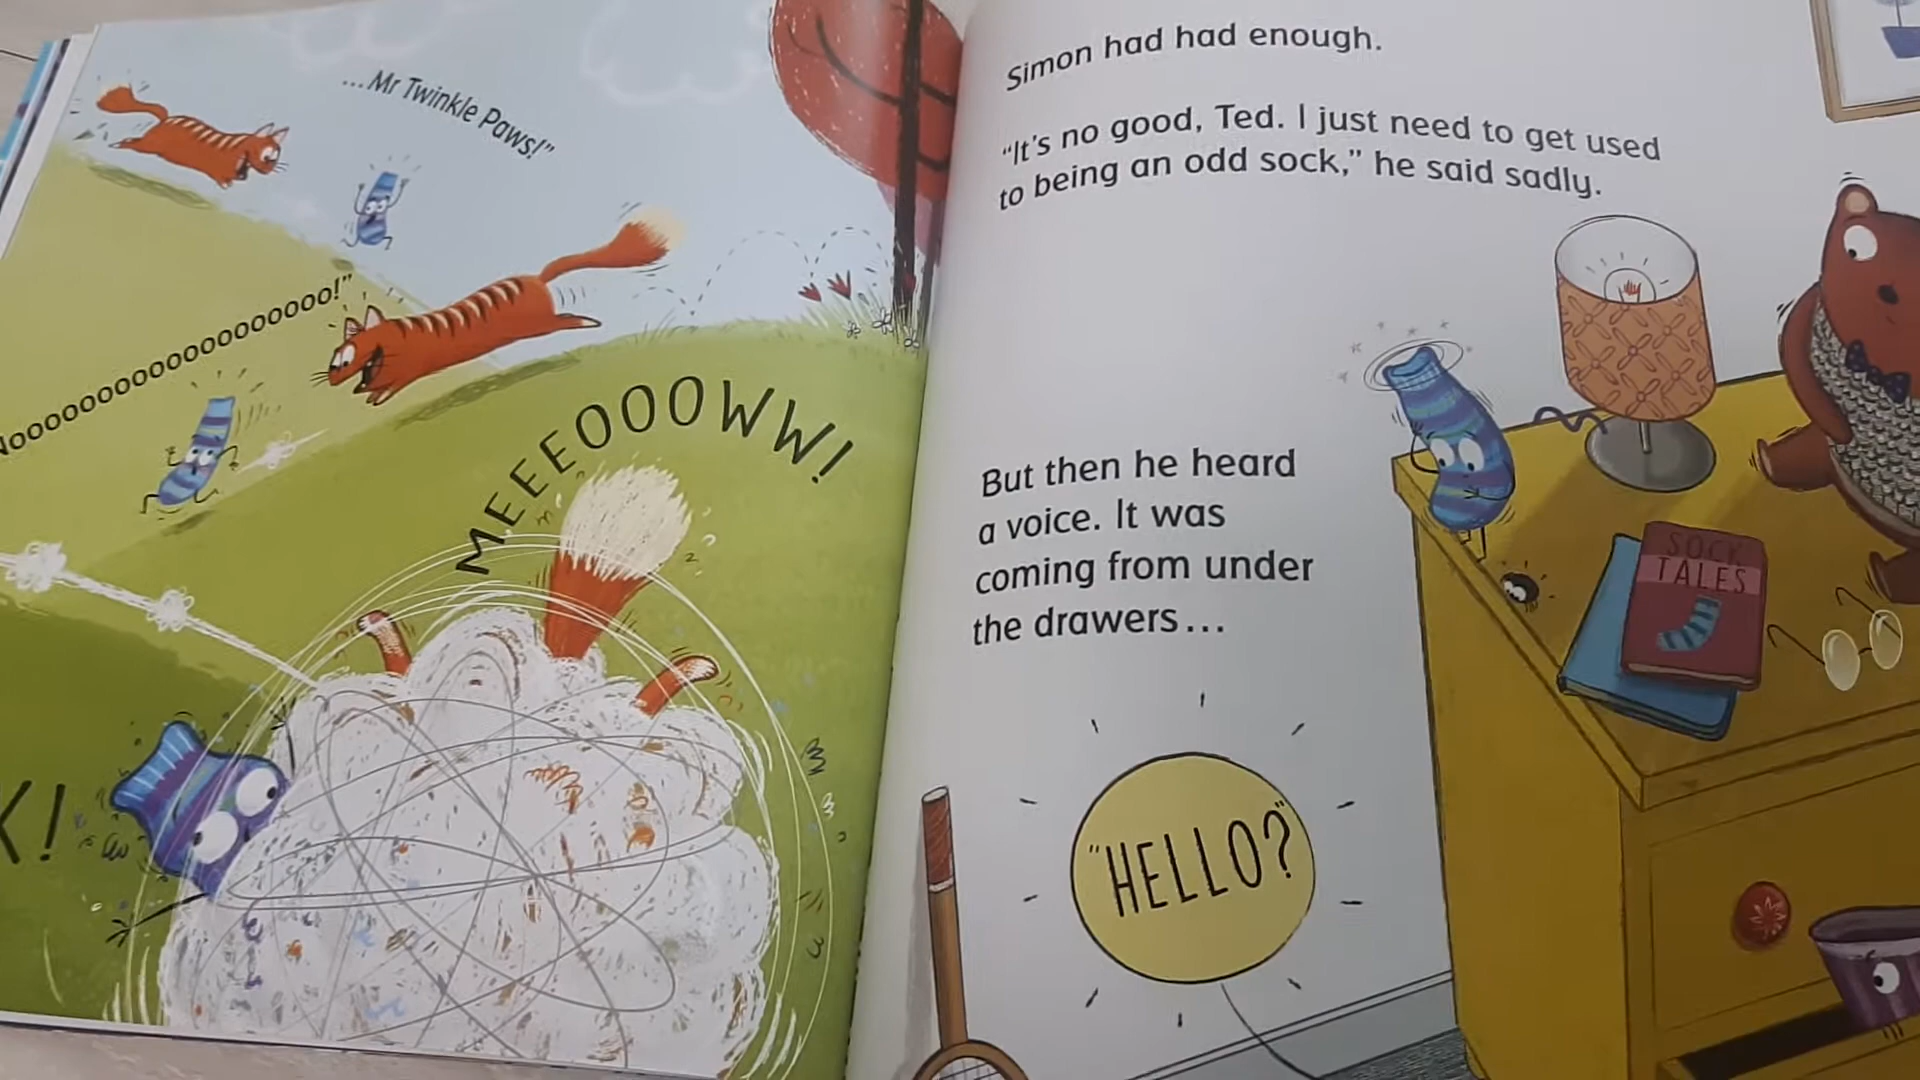 ...Mr Twinkle Paws!"
Nooooooooooooooooooooo!"
MEEEOOOWW!
K!
Simon had had enough.
"It's no good, Ted. I just need to get used
to being an odd sock," he said sadly.
But then he heard
a voice. It was
coming from under
the drawers...
SOCK
TALES
"HELLO?"